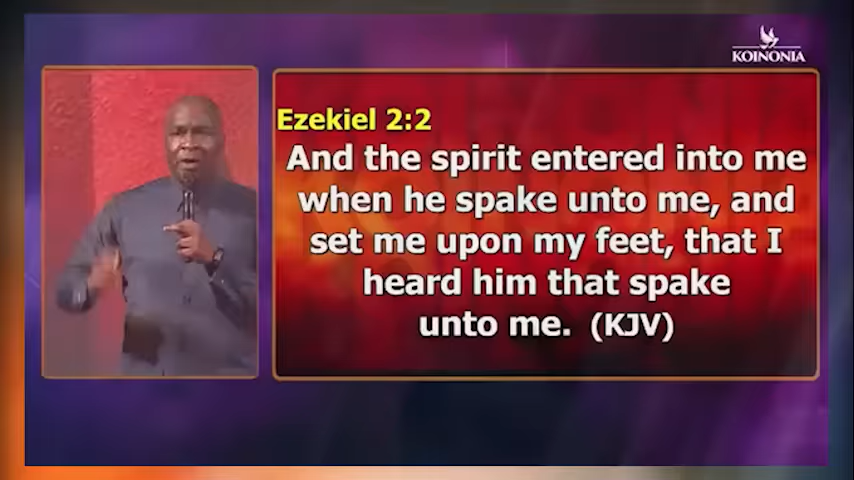 KOINONIA
Ezekiel 2:2
And the spirit entered into me
when he spake unto me, and
set me upon my feet, that I
heard him that spake
unto me. (KJV)